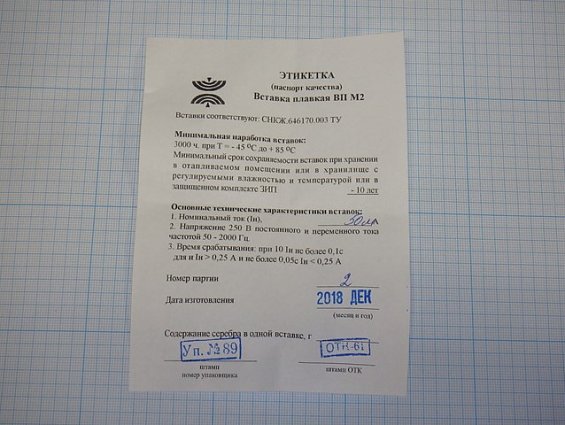 ЭТИКЕТКА
(паспорт качества)
Вставка плавкая ВП М2
Вставки соответствуют: СНКЖ.646170.003 ТУ
Минимальная наработка вставок:
3000 ч. при Т = - 45 ºС до + 85 ºС
Минимальный срок сохраняемости вставок при хранении
в отапливаемом помещении или в хранилище с
регулируемыми влажностью и температурой или в
защищенном комплекте ЗИП - 10 лет
Основные технические характеристики вставок:
1. Номинальный ток (Iн),
2. Напряжение 250 В постоянного и переменного тока
частотой 50 - 2000 Гц.
3. Время срабатывания: при 10 Iн не более 0,1с
для и Iн > 0,25 А и не более 0,05с Iн < 0,25 А
Номер партии 2
Дата изготовления 2018 ДЕК
(месяц и год)
Содержание серебра в одной вставке, г
Уп. № 89 ОТК-61
штамп штамп ОТК
номер упаковщика